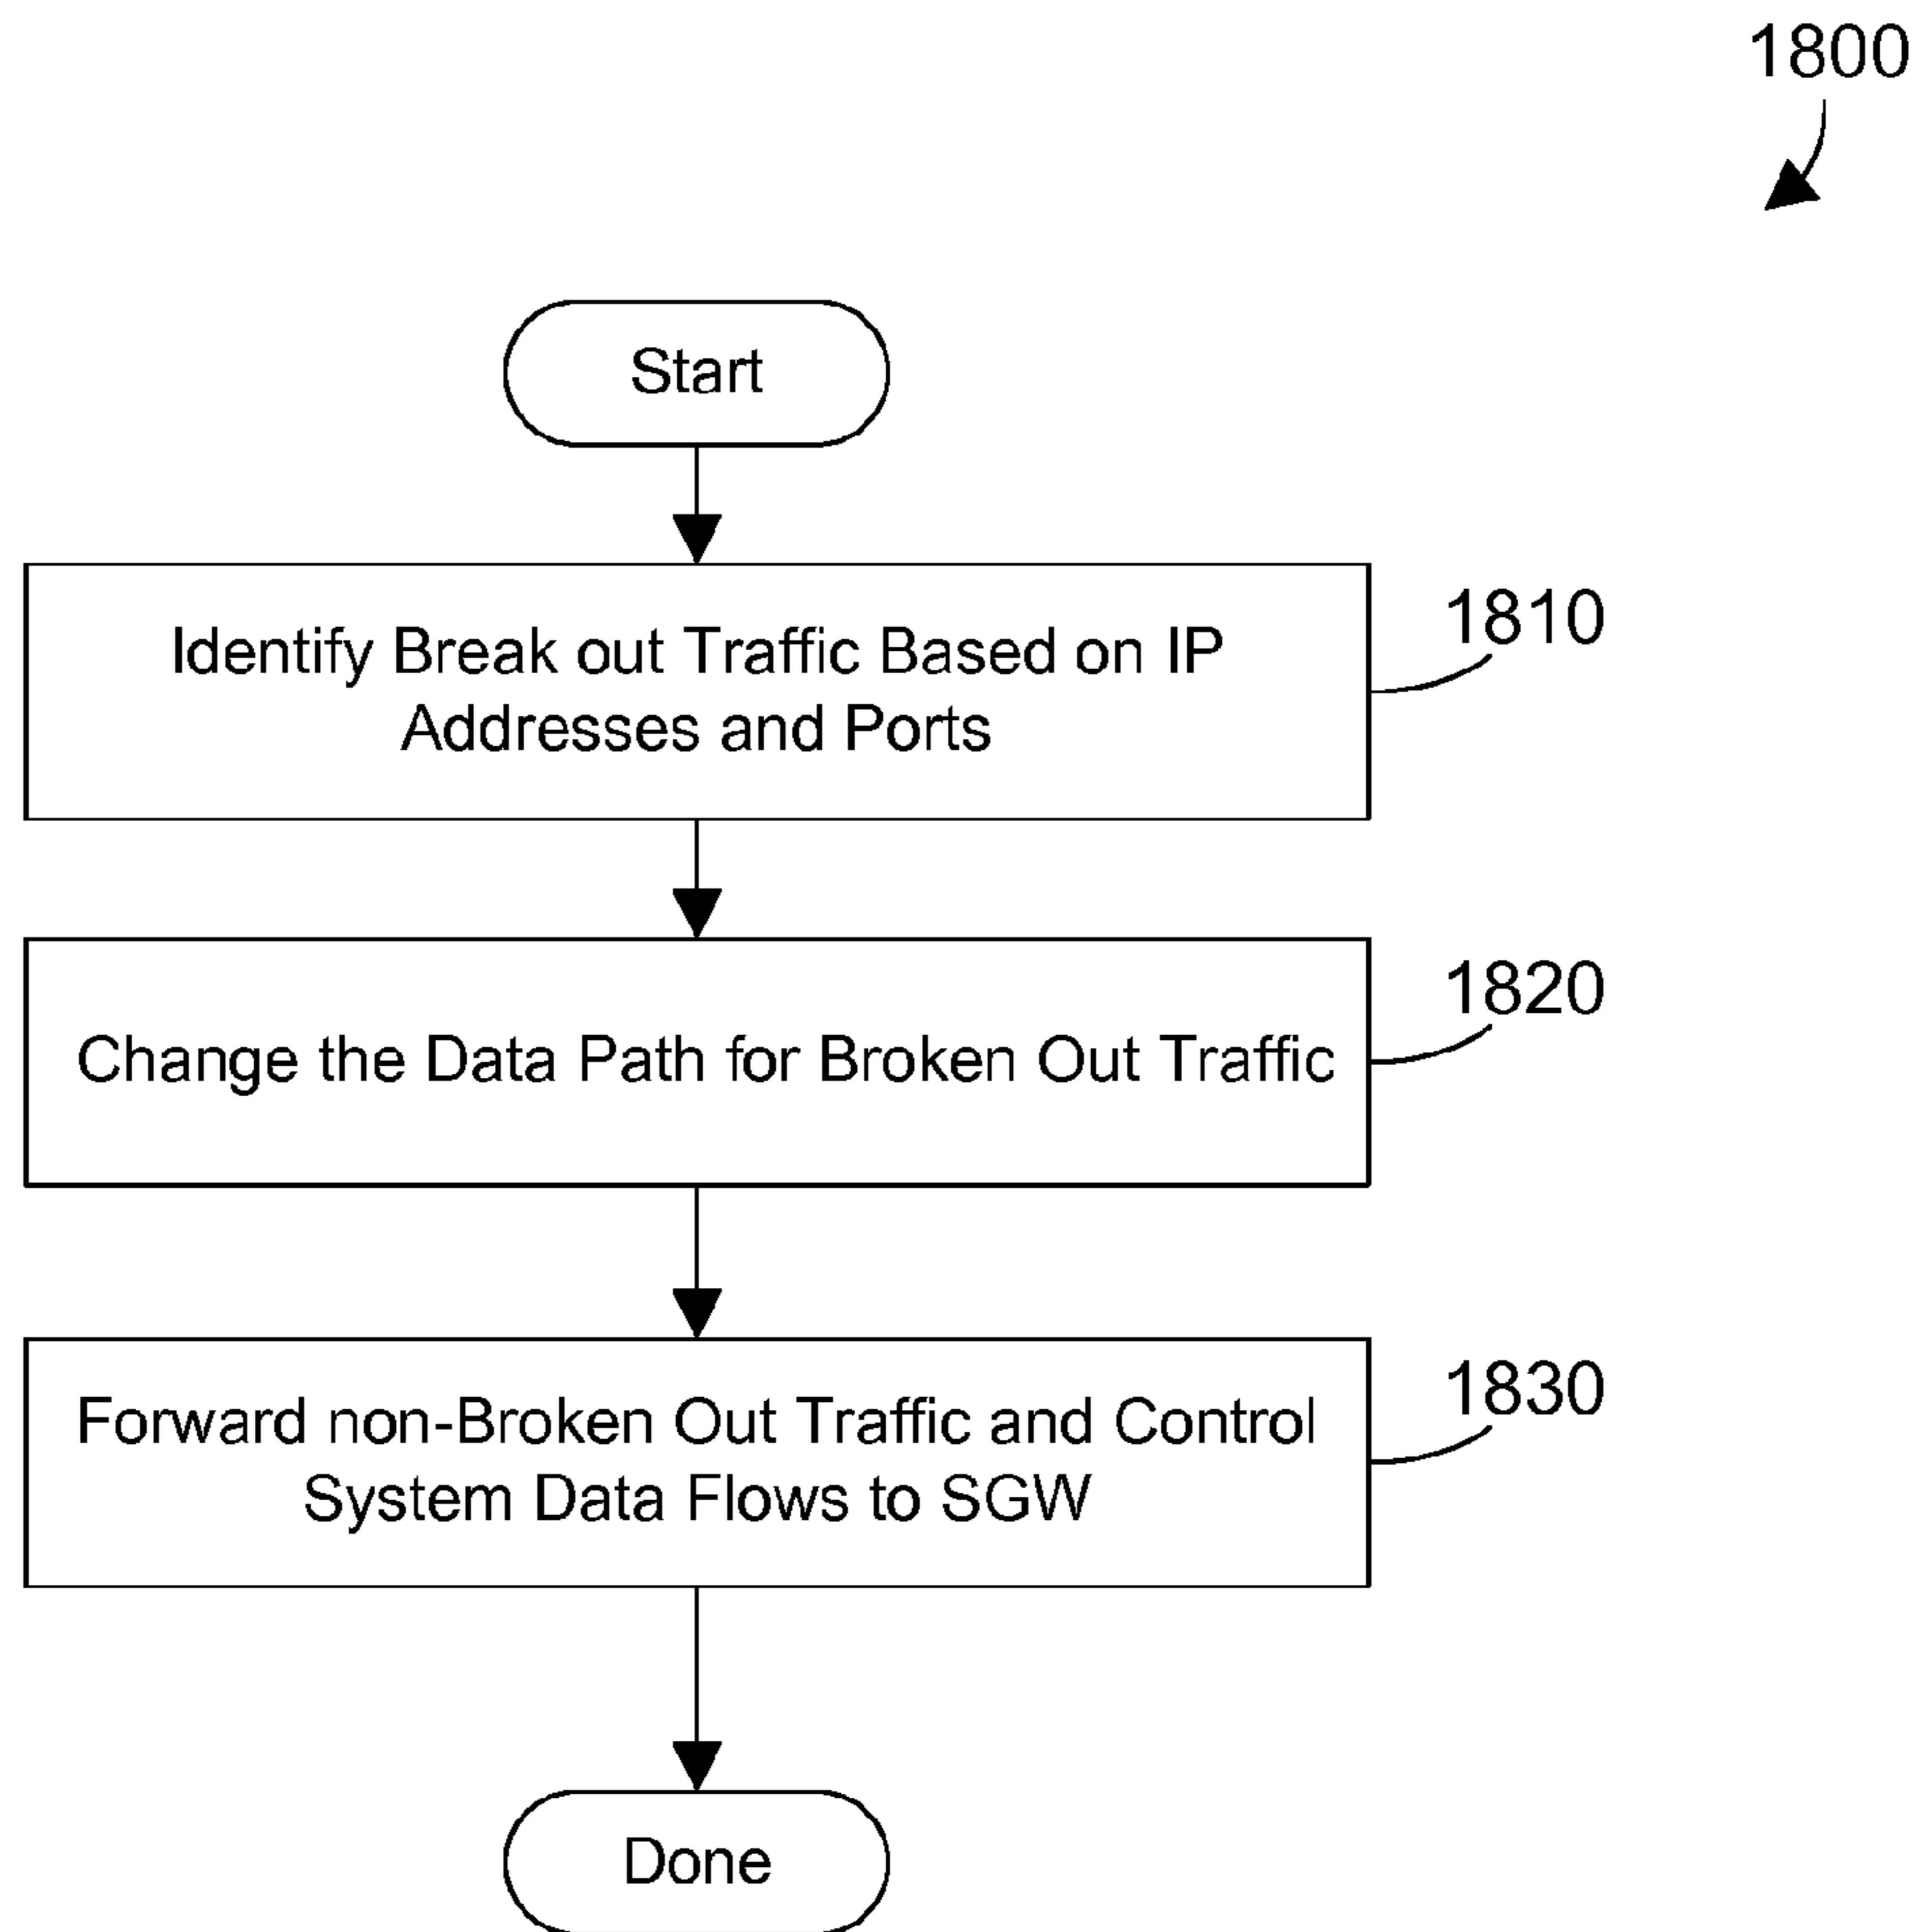 1800
Start
Identify Break out Traffic Based on IP
Addresses and Ports
1810
Change the Data Path for Broken Out Traffic
1820
Forward non-Broken Out Traffic and Control
System Data Flows to SGW
1830
Done